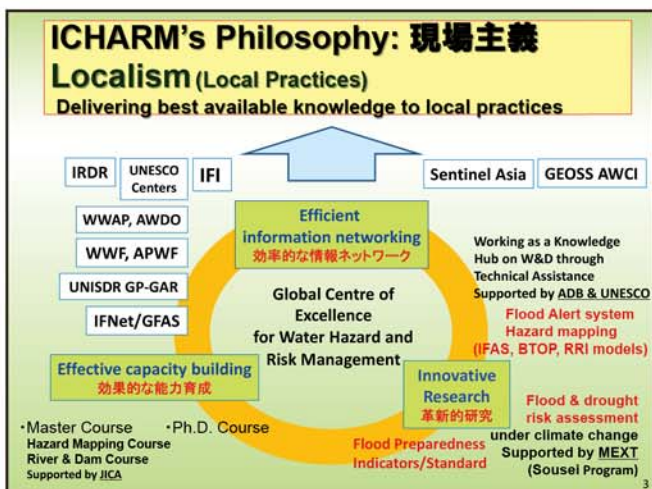 ICHARM's Philosophy: 現場主義
Localism (Local Practices)
Delivering best available knowledge to local practices
IRDR
UNESCO
Centers
IFI
Sentinel Asia
GEOSS AWCI
WWAP, AWDO
WWF, APWF
UNISDR GP-GAR
IFNet/GFAS
Efficient
information networking
効率的な情報ネットワーク
Working as a Knowledge
Hub on W&D through
Technical Assistance
Supported by ADB & UNESCO
Global Centre of
Excellence
for Water Hazard and
Risk Management
Flood Alert system
Hazard mapping
(IFAS, BTOP, RRI models)
Effective capacity building
効果的な能力育成
Innovative
Research
革新的研究
・Master Course ・Ph.D. Course
Hazard Mapping Course
River & Dam Course
Supported by JICA
Flood Preparedness
Indicators/Standard
Flood & drought
risk assessment
under climate change
Supported by MEXT
(Sousei Program)
3